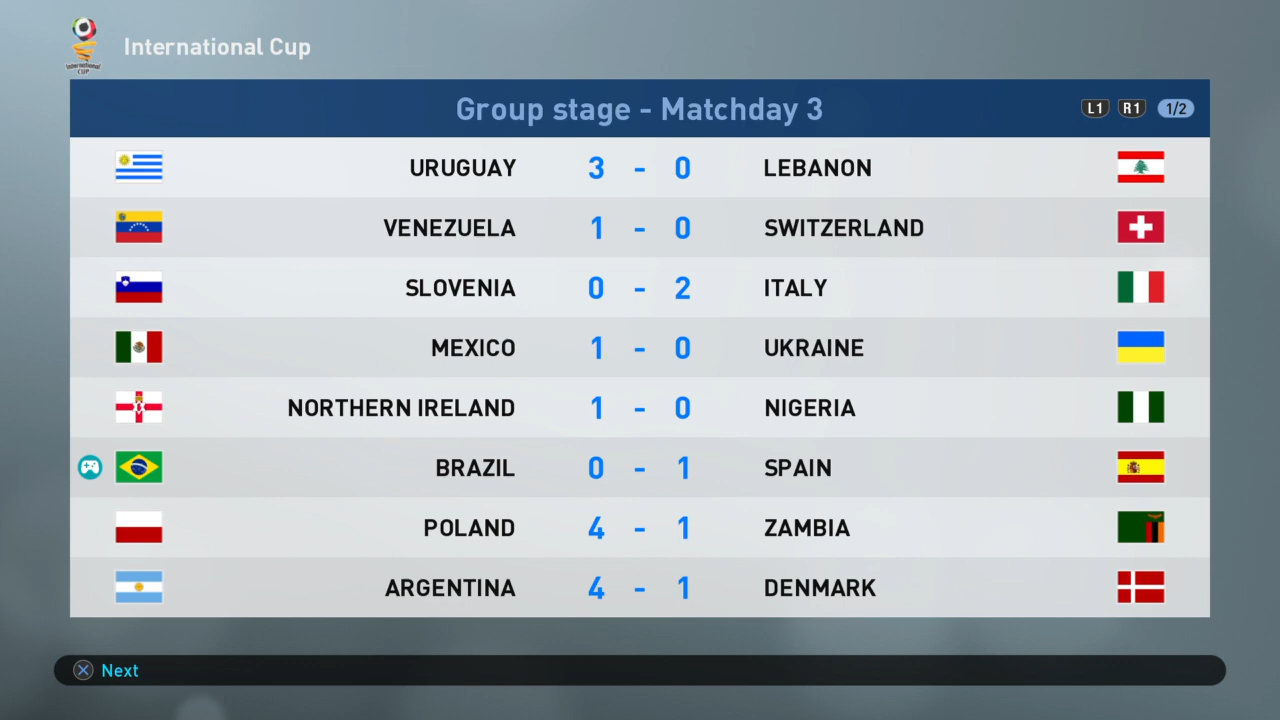 International CUP
International Cup
Group stage - Matchday 3 L1 R1 1/2
URUGUAY 3 - 0 LEBANON
VENEZUELA 1 - 0 SWITZERLAND
SLOVENIA 0 - 2 ITALY
MEXICO 1 - 0 UKRAINE
NORTHERN IRELAND 1 - 0 NIGERIA
BRAZIL 0 - 1 SPAIN
POLAND 4 - 1 ZAMBIA
ARGENTINA 4 - 1 DENMARK
Next